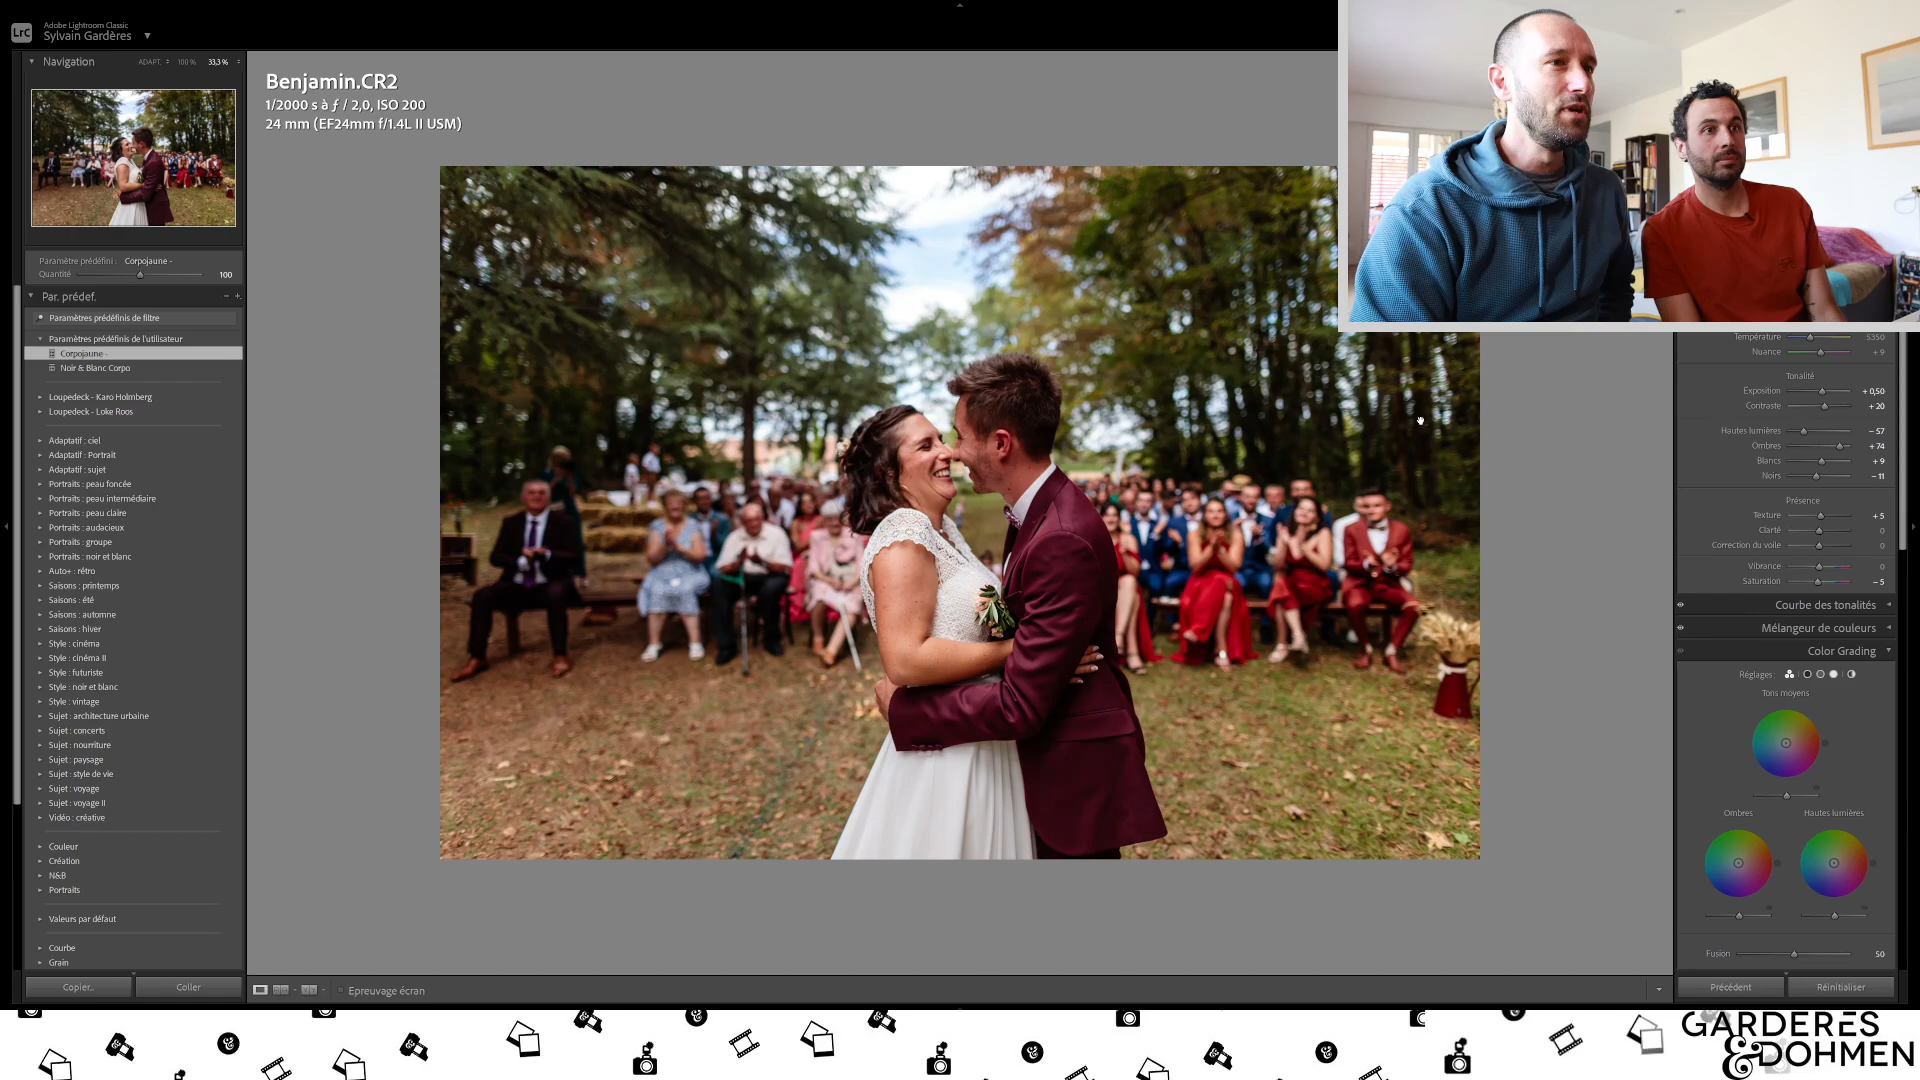 LrC
Adobe Lightroom Classic
Sylvain Gardères
Navigation
ADAPT.
100 %
33,3 %
Paramètre prédéfini :
Corpojaune -
Quantité
100
Par. prédéf.
Paramètres prédéfinis de filtre
Paramètres prédéfinis de l'utilisateur
Corpojaune -
Noir & Blanc Corpo
Loupedeck - Karo Holmberg
Loupedeck - Loke Roos
Adaptatif : ciel
Adaptatif : Portrait
Adaptatif : sujet
Portraits : peau foncée
Portraits : peau intermédiaire
Portraits : peau claire
Portraits : audacieux
Portraits : groupe
Portraits : noir et blanc
Auto+ : rétro
Saisons : printemps
Saisons : été
Saisons : automne
Saisons : hiver
Style : cinéma
Style : cinéma II
Style : futuriste
Style : noir et blanc
Style : vintage
Sujet : architecture urbaine
Sujet : concerts
Sujet : nourriture
Sujet : paysage
Sujet : style de vie
Sujet : voyage
Sujet : voyage II
Vidéo : créative
Couleur
Création
N&B
Portraits
Valeurs par défaut
Courbe
Grain
Copier...
Coller
Benjamin.CR2
1/2000 s à ƒ / 2,0, ISO 200
24 mm (EF24mm f/1.4L II USM)
Epreuvage écran
Température
5350
Nuance
+ 9
Tonalité
Exposition
+ 0,50
Contraste
+ 20
Hautes lumières
− 57
Ombres
+ 74
Blancs
+ 9
Noirs
− 11
Présence
Texture
+ 5
Clarté
0
Correction du voile
0
Vibrance
0
Saturation
− 5
Courbe des tonalités
Mélangeur de couleurs
Color Grading
Réglages :
Tons moyens
Ombres
Hautes lumières
Fusion
50
Précédent
Réinitialiser
GARDERES
&DOHMEN